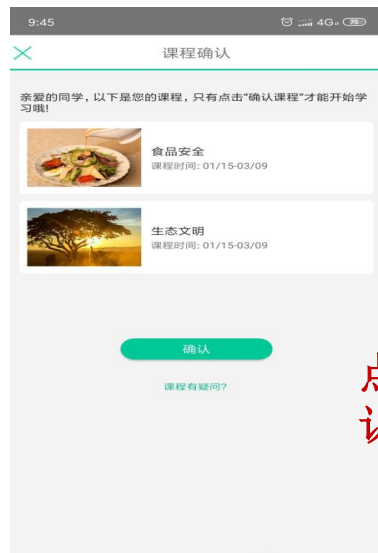 9:45
4G
75
课程确认
亲爱的同学，以下是您的课程，只有点击“确认课程”才能开始学
习哦!
食品安全
课程时间: 01/15-03/09
生态文明
课程时间: 01/15-03/09
确认
课程有疑问?
点